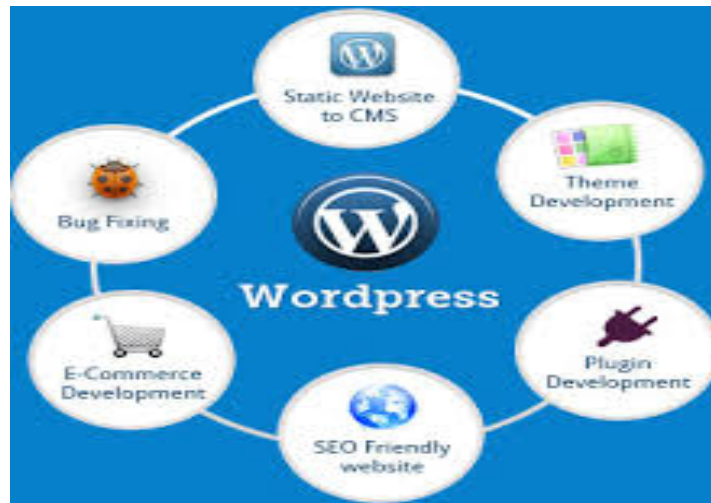 Static Website
to CMS
Theme
Development
Plugin
Development
SEO Friendly
website
E-Commerce
Development
Bug Fixing
W
Wordpress